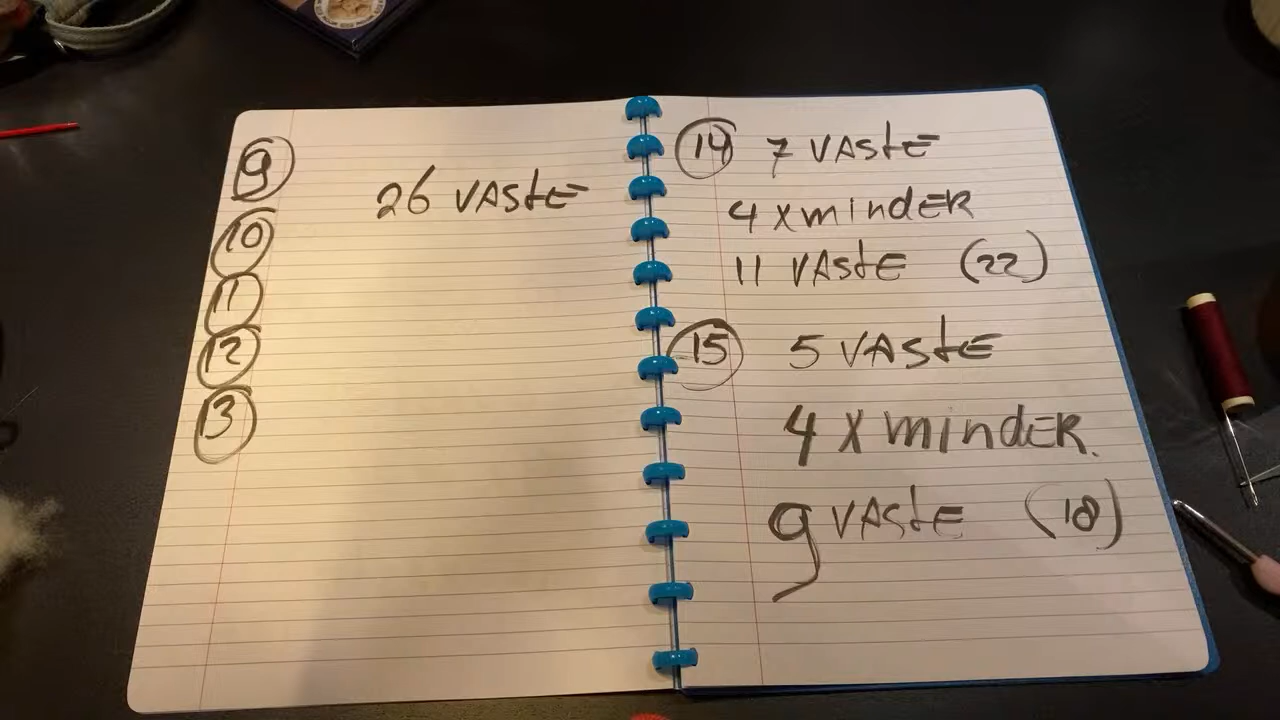 9
26 VASTE
10
11
12
13
14 7 VASTE
4 x minDER
11 VASTE (22)
15 5 VASTE
4 x minDER.
9 VASTE (18)